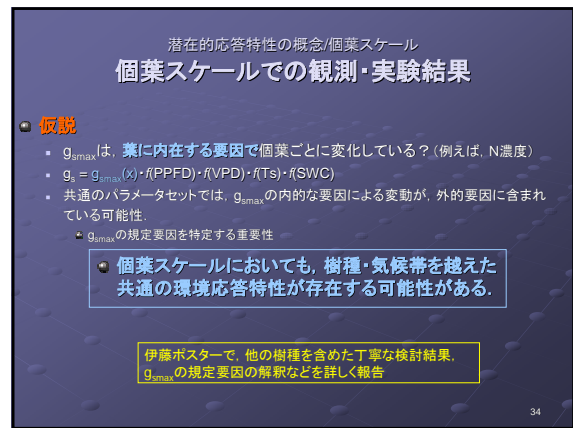 潜在的応答特性の概念/個葉スケール
個葉スケールでの観測・実験結果
仮説
gsmaxは, 葉に内在する要因で個葉ごとに変化している？(例えば, N濃度)
gs = gsmax(x)・f(PPFD)・f(VPD)・f(Ts)・f(SWC)
共通のパラメータセットでは, gsmaxの内的な要因による変動が, 外的要因に含まれ
ている可能性.
gsmaxの規定要因を特定する重要性
個葉スケールにおいても, 樹種・気候帯を越えた
共通の環境応答特性が存在する可能性がある.
伊藤ポスターで, 他の樹種を含めた丁寧な検討結果,
gsmaxの規定要因の解釈などを詳しく報告
34